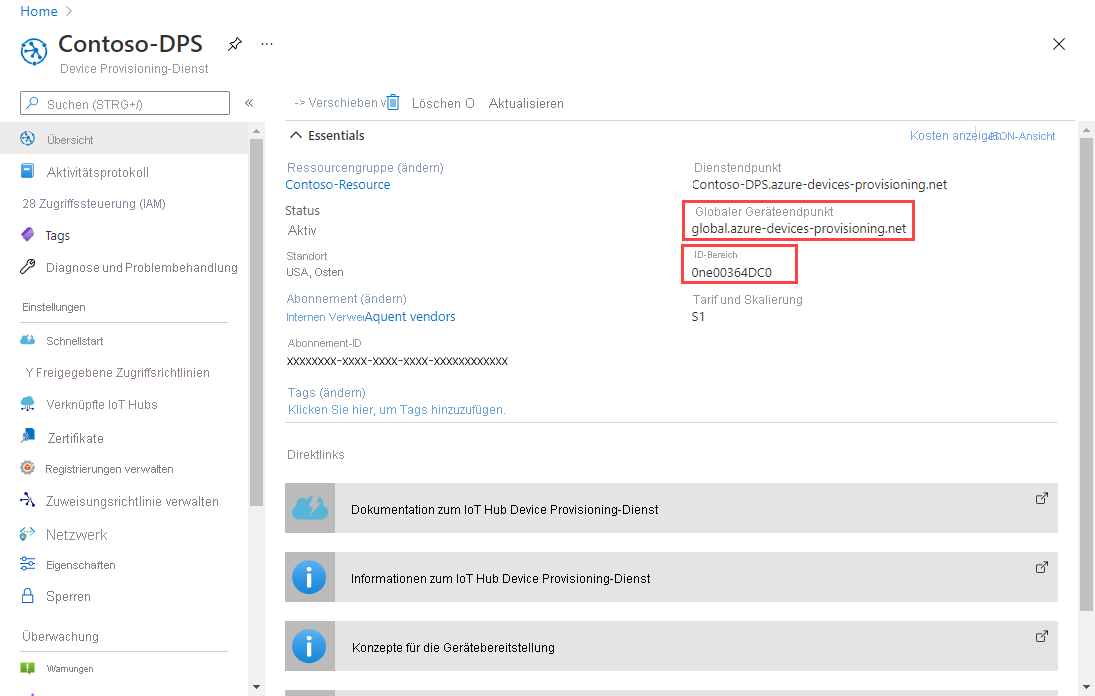 Home
Contoso-DPS
Device Provisioning-Dienst
Suchen (STRG+/)
«
Übersicht
Aktivitätsprotokoll
28 Zugriffssteuerung (IAM)
Tags
Diagnose und Problembehandlung
Einstellungen
Schnellstart
Y Freigegebene Zugriffsrichtlinien
Verknüpfte IoT Hubs
Zertifikate
Registrierungen verwalten
Zuweisungsrichtlinie verwalten
Netzwerk
Eigenschaften
Sperren
Überwachung
Warnungen
-> Verschieben v Löschen O Aktualisieren
Essentials
Kosten anzeigen JSON-Ansicht
Ressourcengruppe (ändern)
Contoso-Resource
Status
Aktiv
Standort
USA, Osten
Abonnement (ändern)
Internen Verwei Aquent vendors
Abonnement-ID
xxxxxxxx-xxxx-xxxx-xxxx-xxxxxxxxxxxx
Tags (ändern)
Klicken Sie hier, um Tags hinzuzufügen.
Dienstendpunkt
Contoso-DPS.azure-devices-provisioning.net
Globaler Geräteendpunkt
global.azure-devices-provisioning.net
ID-Bereich
0ne00364DC0
Tarif und Skalierung
S1
Direktlinks
Dokumentation zum IoT Hub Device Provisioning-Dienst
Informationen zum IoT Hub Device Provisioning-Dienst
Konzepte für die Gerätebereitstellung